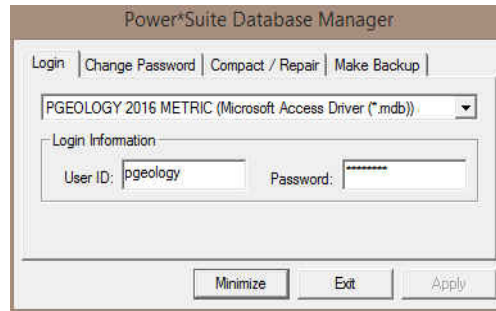 Power*Suite Database Manager
Login Change Password Compact / Repair Make Backup
PGEOLOGY 2016 METRIC (Microsoft Access Driver (*.mdb))
Login Information
User ID: pgeology Password: ********
Minimize Exit Apply